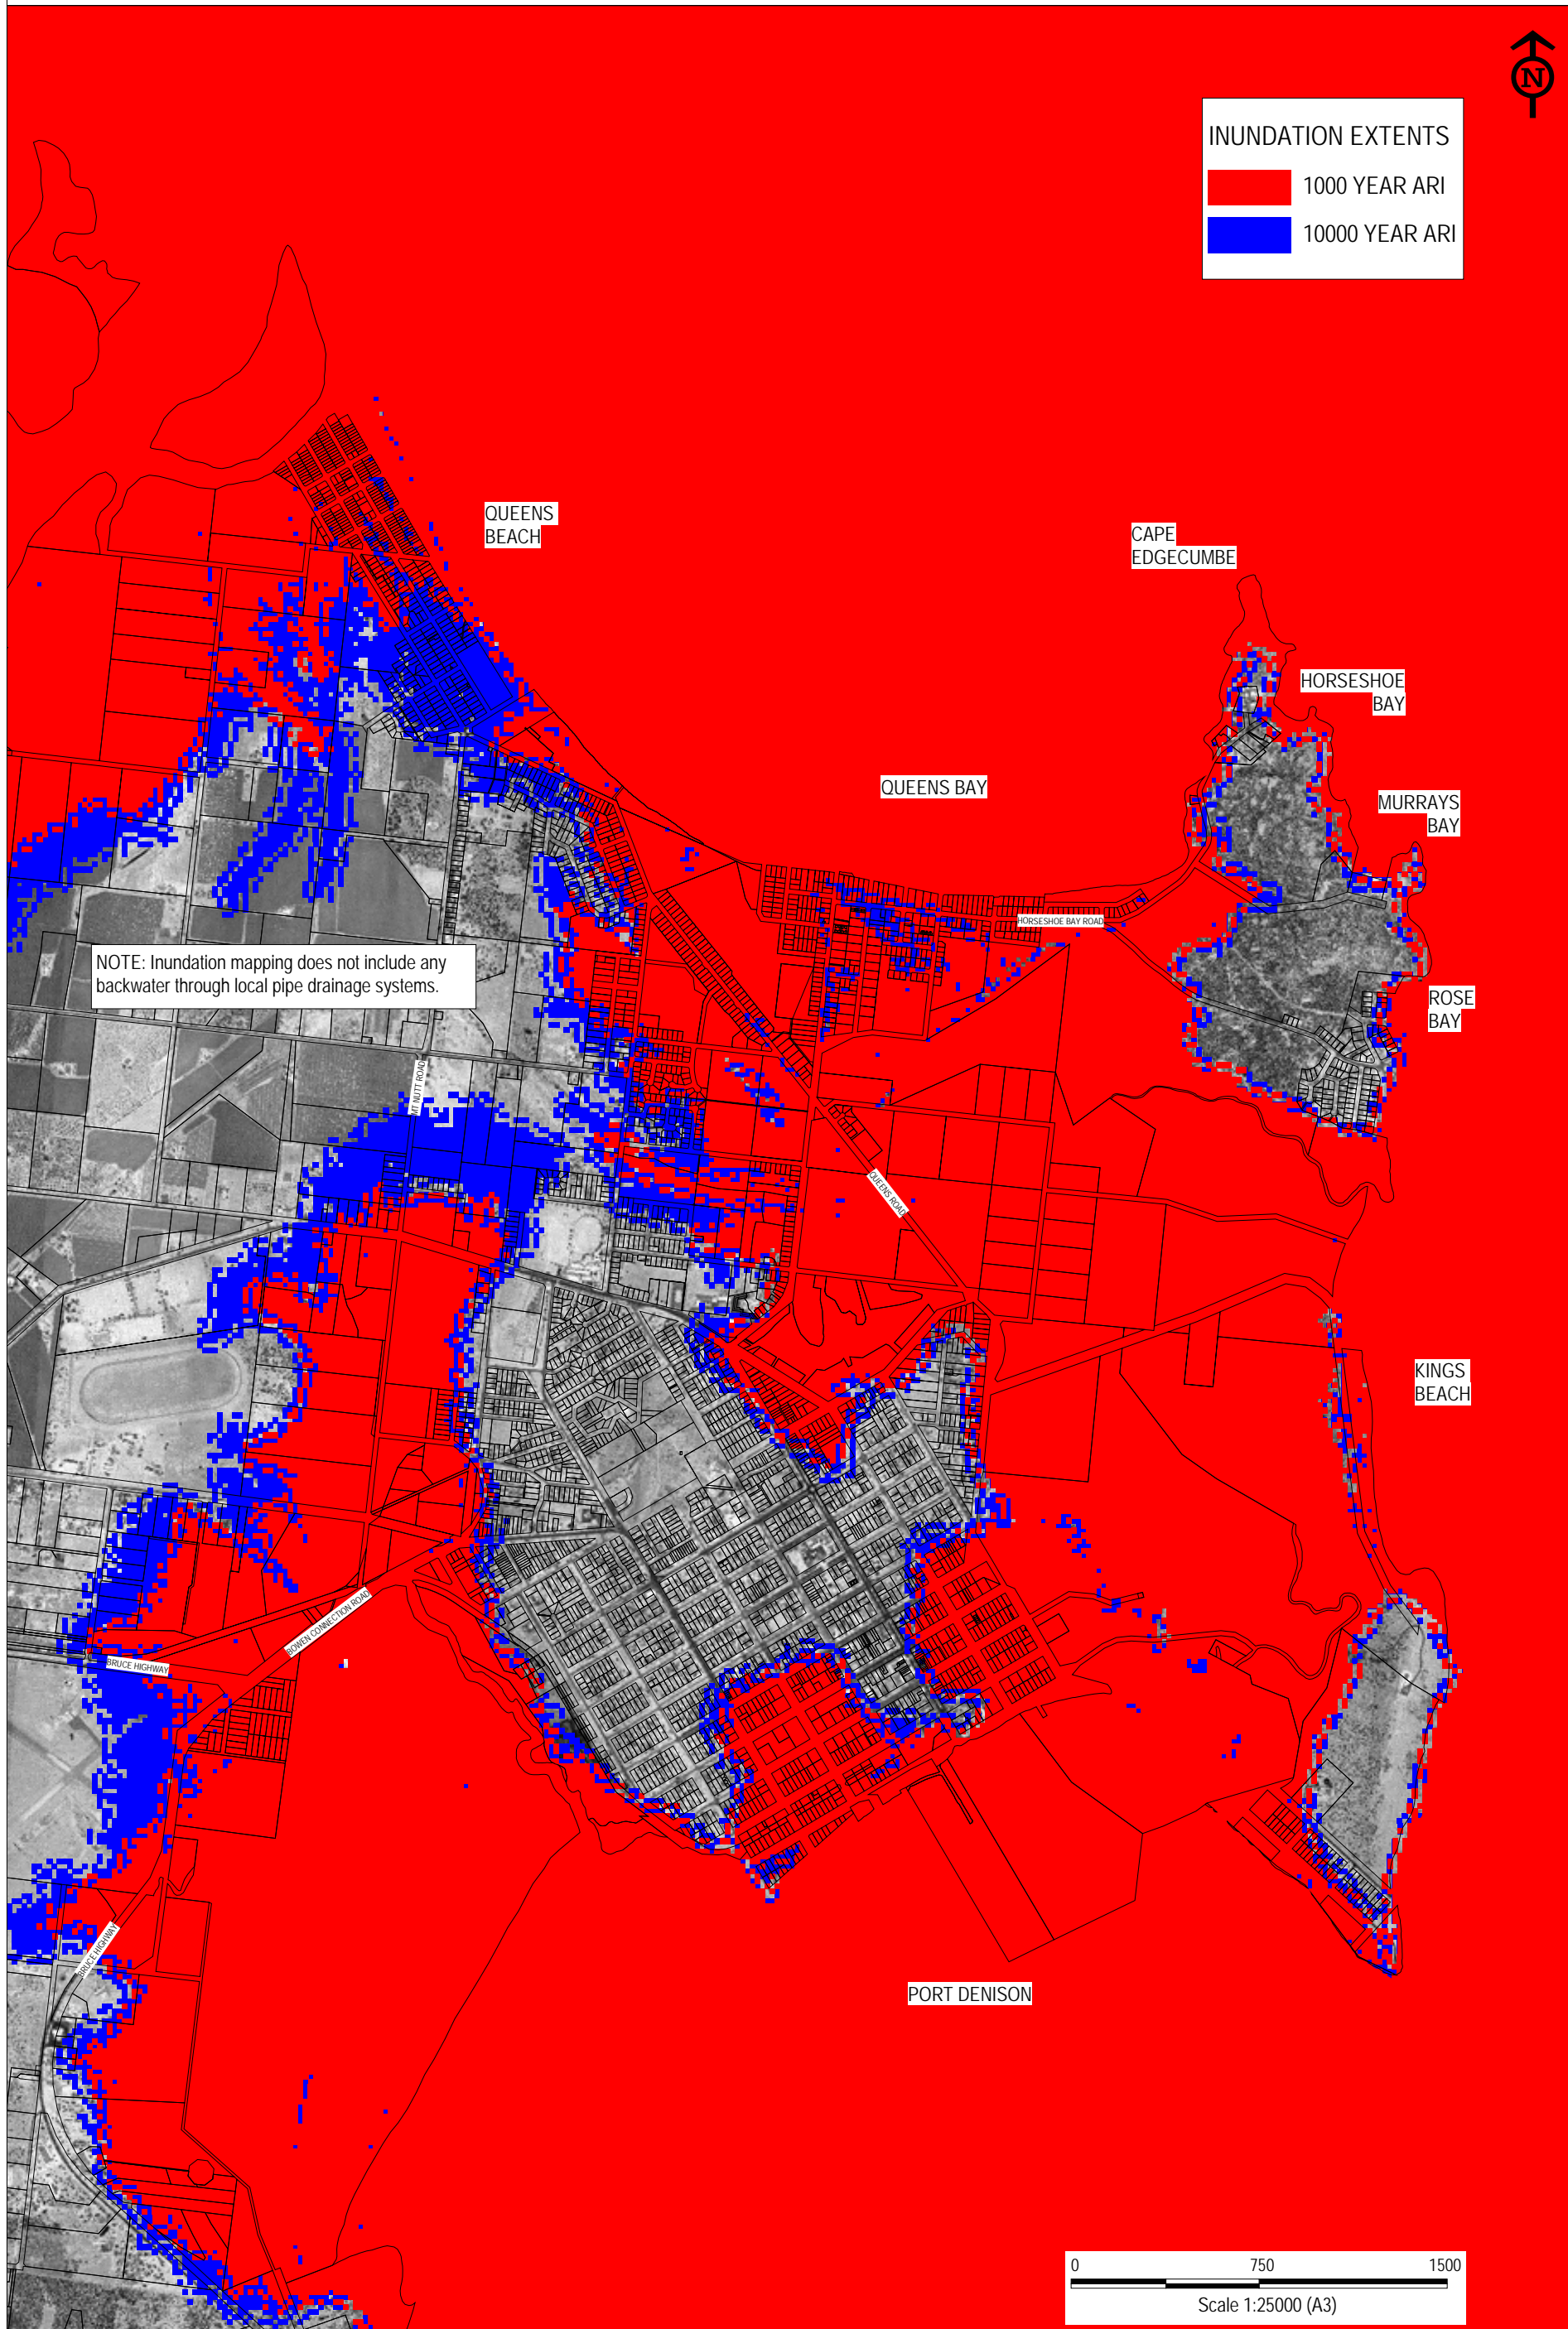 N
INUNDATION EXTENTS
1000 YEAR ARI
10000 YEAR ARI
QUEENS
BEACH
CAPE
EDGECUMBE
HORSESHOE
BAY
QUEENS BAY
MURRAYS
BAY
HORSESHOE BAY ROAD
NOTE: Inundation mapping does not include any
backwater through local pipe drainage systems.
ROSE
BAY
MT NUTT ROAD
QUEENS ROAD
KINGS
BEACH
BOWEN CONNECTION ROAD
BRUCE HIGHWAY
BRUCE HIGHWAY
PORT DENISON
0 750 1500
Scale 1:25000 (A3)